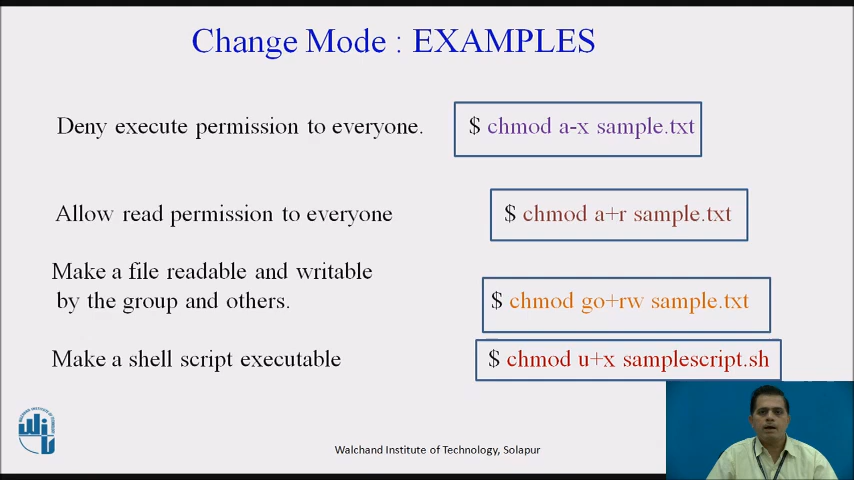 Change Mode : EXAMPLES
Deny execute permission to everyone.
$ chmod a-x sample.txt
Allow read permission to everyone
$ chmod a+r sample.txt
Make a file readable and writable
by the group and others.
$ chmod go+rw sample.txt
Make a shell script executable
$ chmod u+x samplescript.sh
Walchand Institute of Technology, Solapur